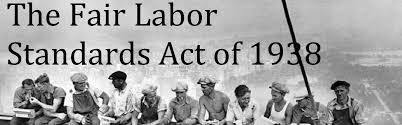 The Fair Labor
Standards Act of 1938